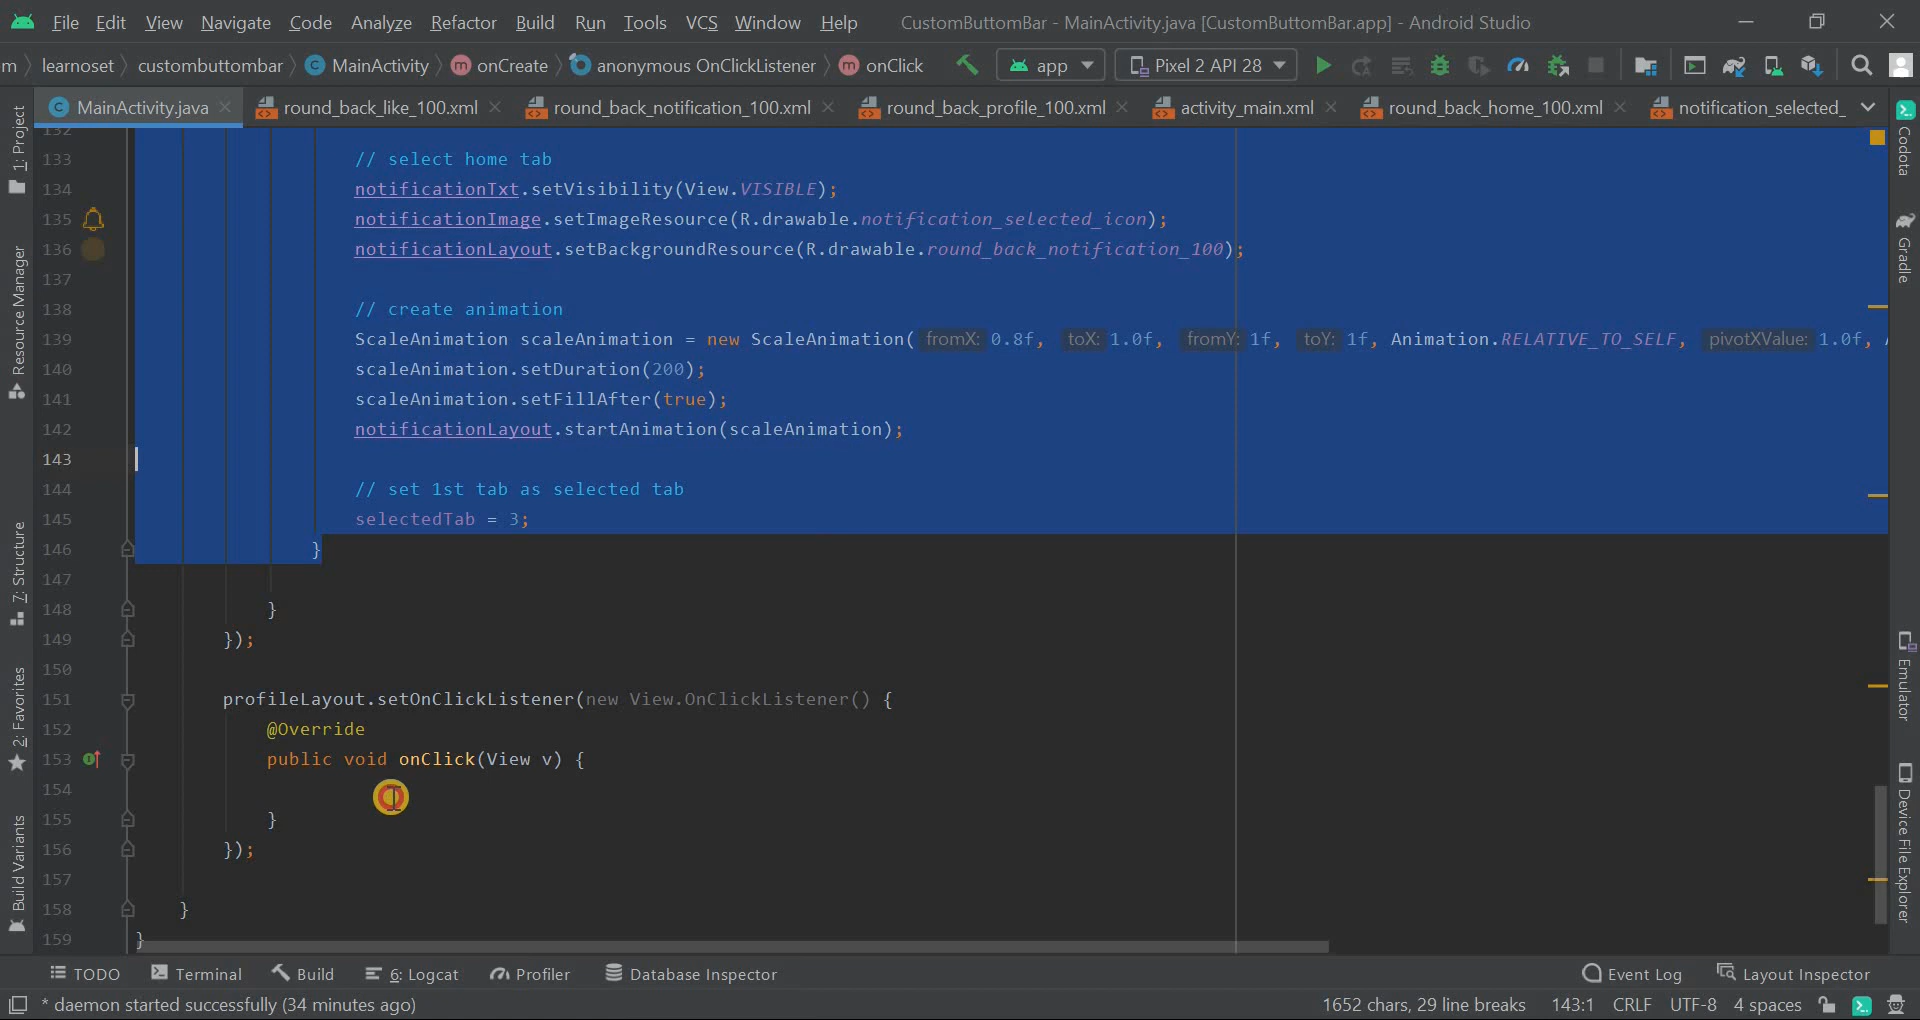 File Edit View Navigate Code Analyze Refactor Build Run Tools VCS Window Help CustomButtomBar - MainActivity.java [CustomButtomBar.app] - Android Studio
m learnoset custombuttombar MainActivity onCreate anonymous OnClickListener onClick app Pixel 2 API 28
MainActivity.java round_back_like_100.xml round_back_notification_100.xml round_back_profile_100.xml activity_main.xml round_back_home_100.xml notification_selected_
132
133 // select home tab
134 notificationTxt.setVisibility(View.VISIBLE);
135 notificationImage.setImageResource(R.drawable.notification_selected_icon);
136 notificationLayout.setBackgroundResource(R.drawable.round_back_notification_100);
137
138 // create animation
139 ScaleAnimation scaleAnimation = new ScaleAnimation( fromX: 0.8f, toX: 1.0f, fromY: 1f, toY: 1f, Animation.RELATIVE_TO_SELF, pivotXValue: 1.0f,
140 scaleAnimation.setDuration(200);
141 scaleAnimation.setFillAfter(true);
142 notificationLayout.startAnimation(scaleAnimation);
143
144 // set 1st tab as selected tab
145 selectedTab = 3;
146 }
147
148 }
149 });
150
151 profileLayout.setOnClickListener(new View.OnClickListener() {
152 @Override
153 public void onClick(View v) {
154
155 }
156 });
157
158 }
159 }
1: Project
Resource Manager
7: Structure
2: Favorites
Build Variants
Codota
Gradle
Emulator
Device File Explorer
TODO Terminal Build 6: Logcat Profiler Database Inspector Event Log Layout Inspector
* daemon started successfully (34 minutes ago) 1652 chars, 29 line breaks 143:1 CRLF UTF-8 4 spaces